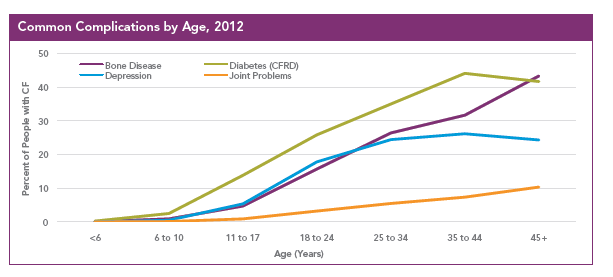 Common Complications by Age, 2012
Percent of People with CF
50
40
30
20
10
0
Bone Disease
Diabetes (CFRD)
Depression
Joint Problems
<6
6 to 10
11 to 17
18 to 24
25 to 34
35 to 44
45+
Age (Years)